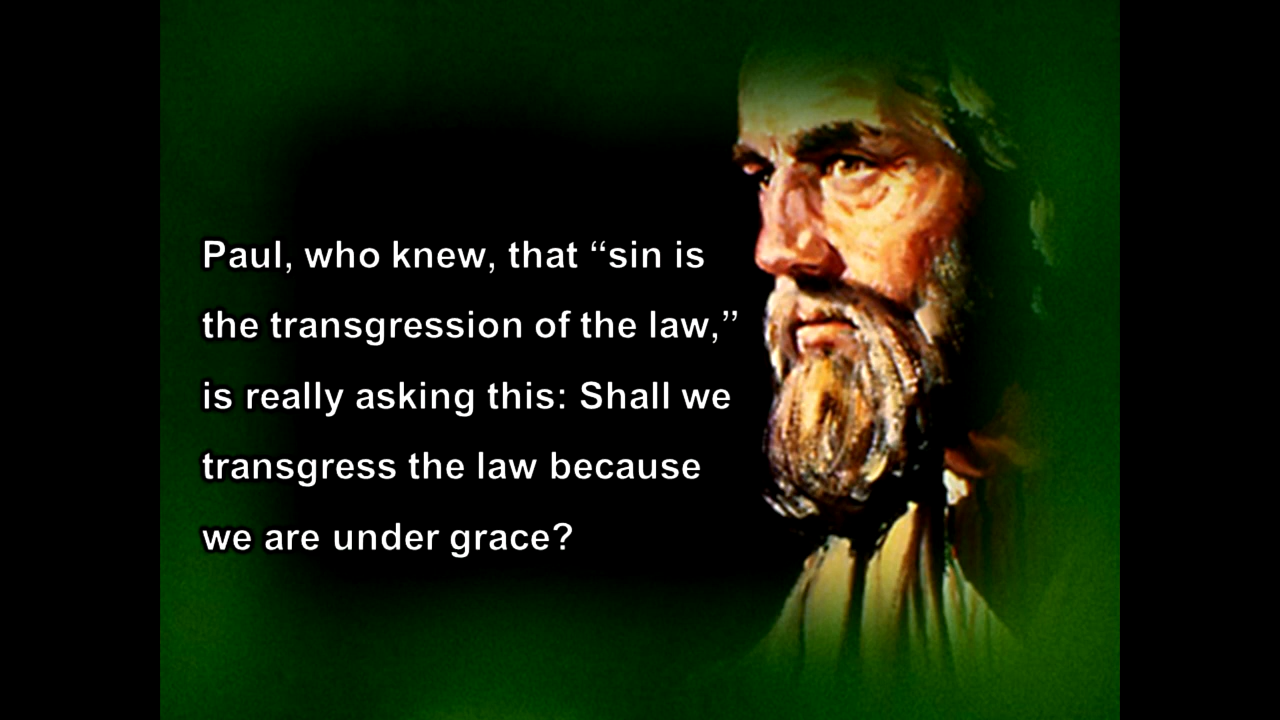 Paul, who knew, that “sin is
the transgression of the law,”
is really asking this: Shall we
transgress the law because
we are under grace?